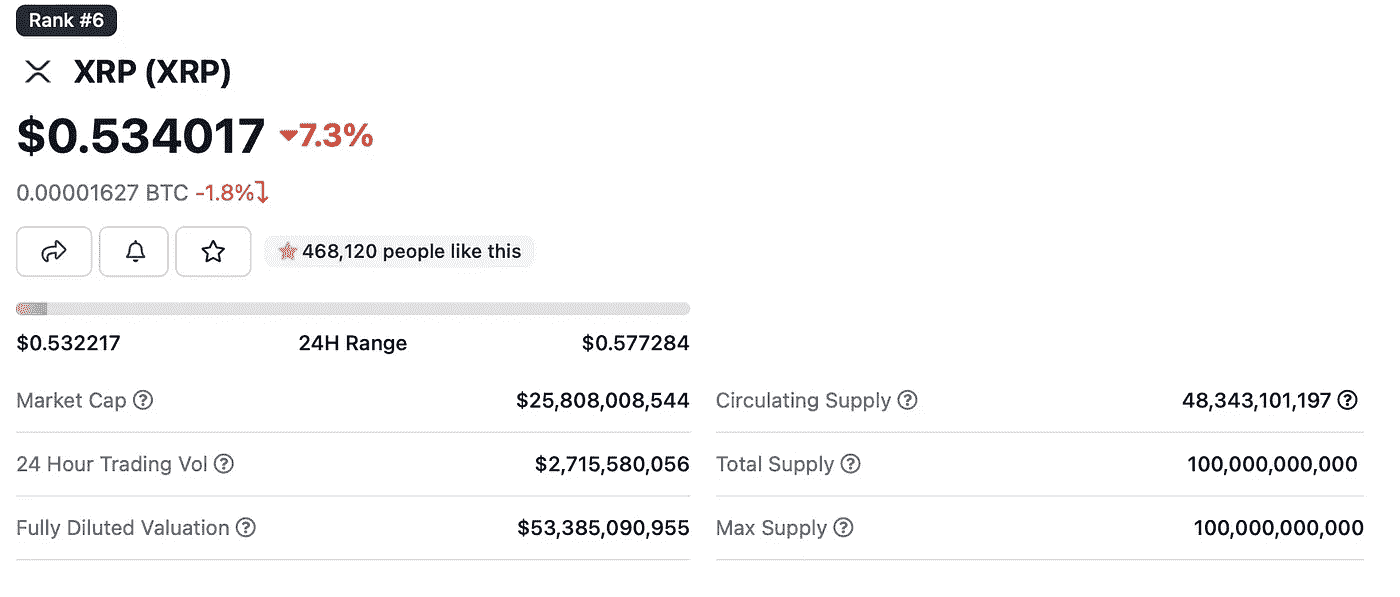 Rank #6
XRP (XRP)
$0.534017 7.3%
0.00001627 BTC -1.8%
468,120 people like this
$0.532217 24H Range $0.577284
Market Cap ? $25,808,008,544 Circulating Supply ? 48,343,101,197 ?
24 Hour Trading Vol ? $2,715,580,056 Total Supply ? 100,000,000,000
Fully Diluted Valuation ? $53,385,090,955 Max Supply ? 100,000,000,000